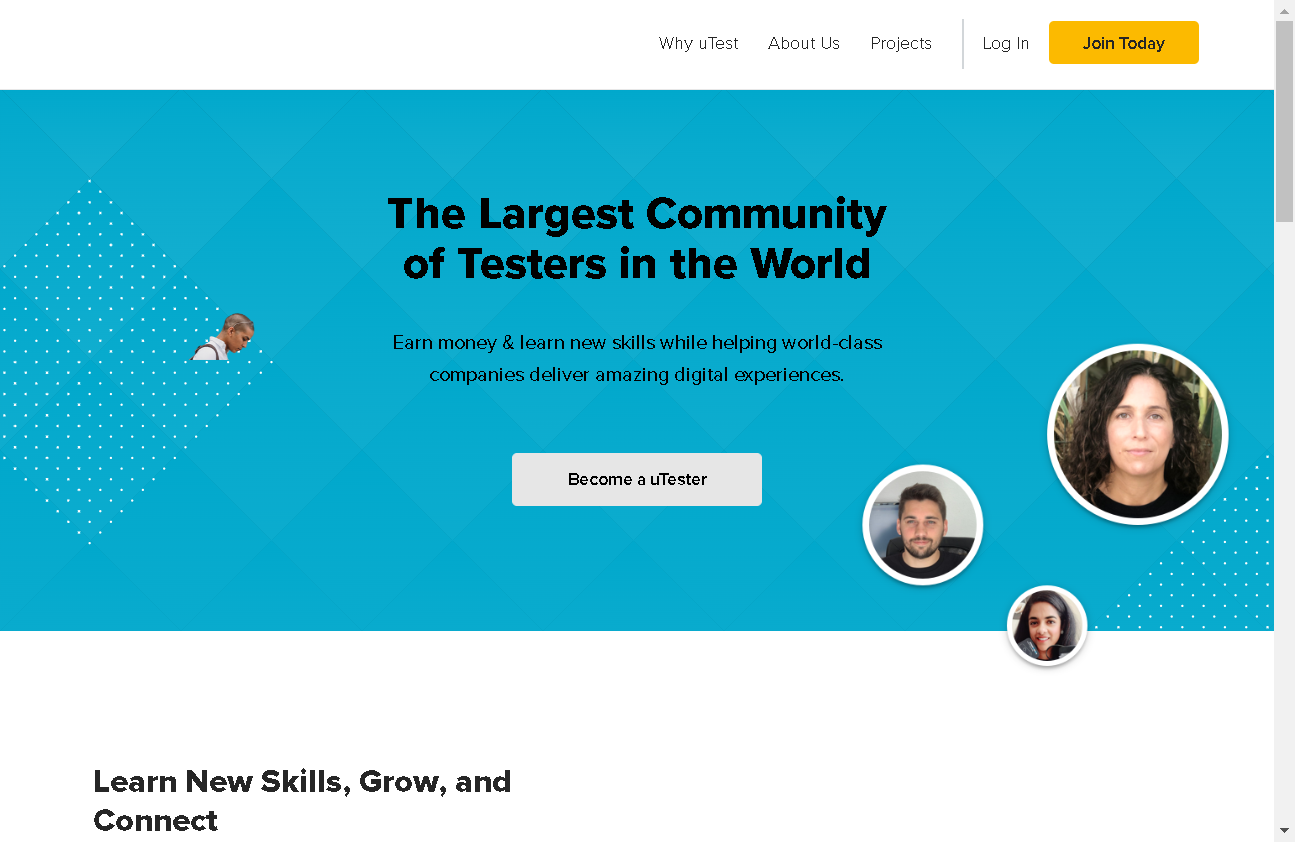 Why uTest About Us Projects Log In Join Today
The Largest Community
of Testers in the World
Earn money & learn new skills while helping world-class
companies deliver amazing digital experiences.
Become a uTester
Learn New Skills, Grow, and
Connect